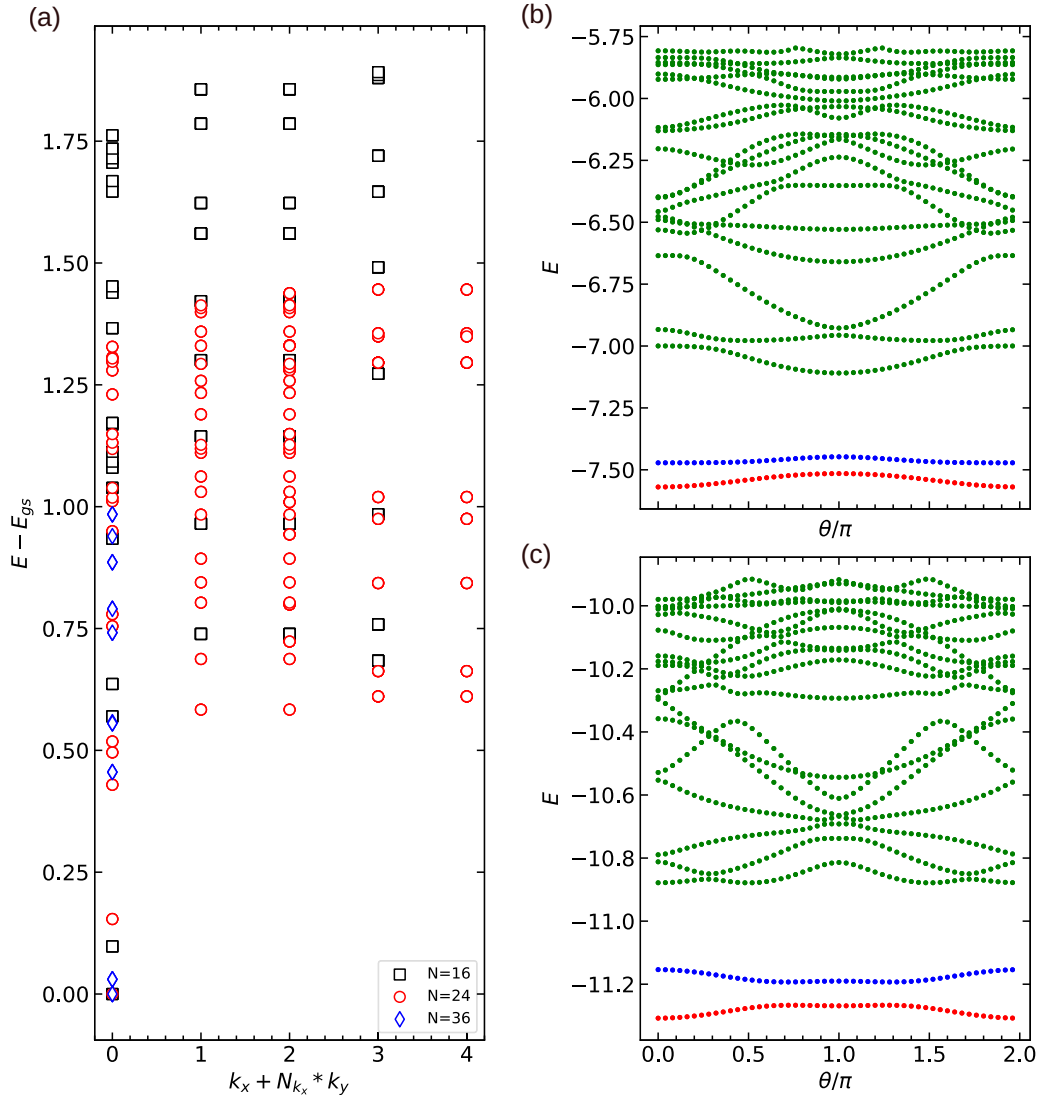 (a)
1.75
1.50
1.25
1.00
0.75
0.50
0.25
0.00
E − E_gs
0 1 2 3 4
k_x + N_{k_x} * k_y
N=16
N=24
N=36
(b)
−5.75
−6.00
−6.25
−6.50
−6.75
−7.00
−7.25
−7.50
E
θ/π
(c)
−10.0
−10.2
−10.4
−10.6
−10.8
−11.0
−11.2
E
0.0 0.5 1.0 1.5 2.0
θ/π